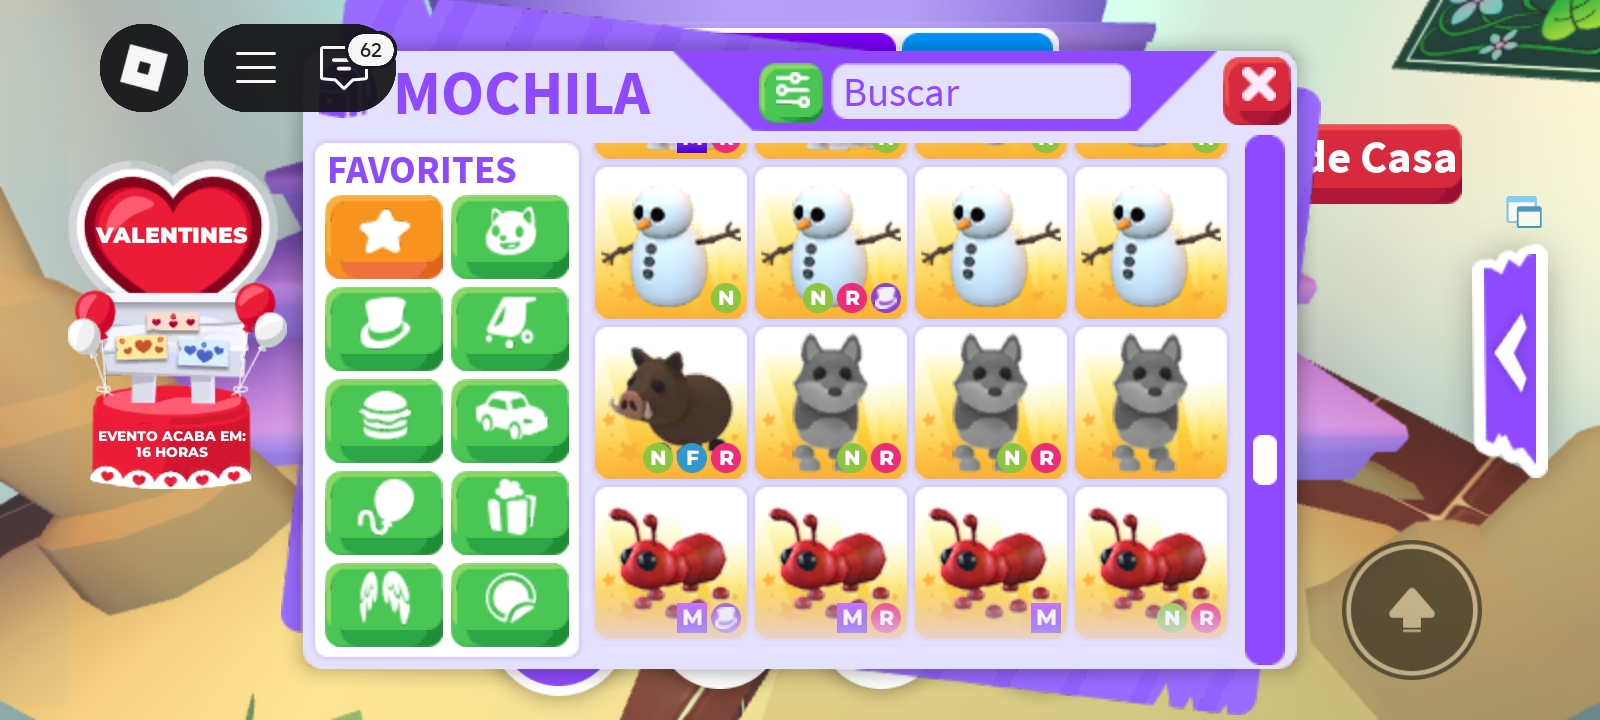 62
MOCHILA
Buscar
de Casa
FAVORITES
VALENTINES
EVENTO ACABA EM:
16 HORAS
M R N N N
N
N R
N F R
N R
N R
M
M R
M
N R